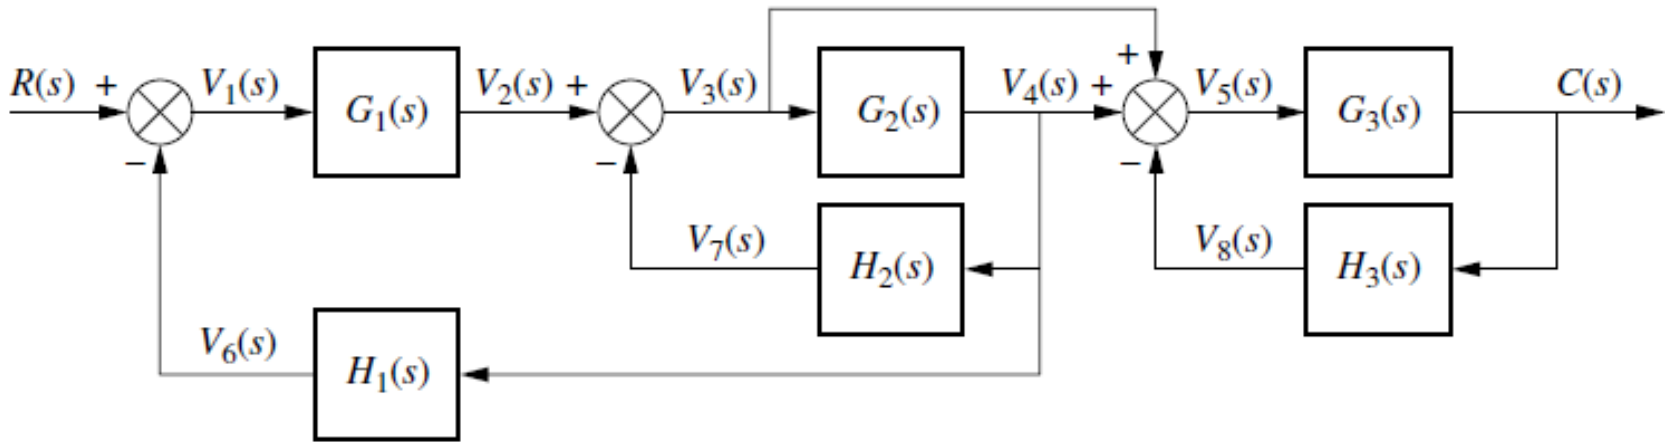 R(s) + V₁(s) G₁(s) V₂(s) + V₃(s) G₂(s) V₄(s) + + V₅(s) G₃(s) C(s)
− − −
V₇(s) H₂(s) V₈(s) H₃(s)
V₆(s) H₁(s)